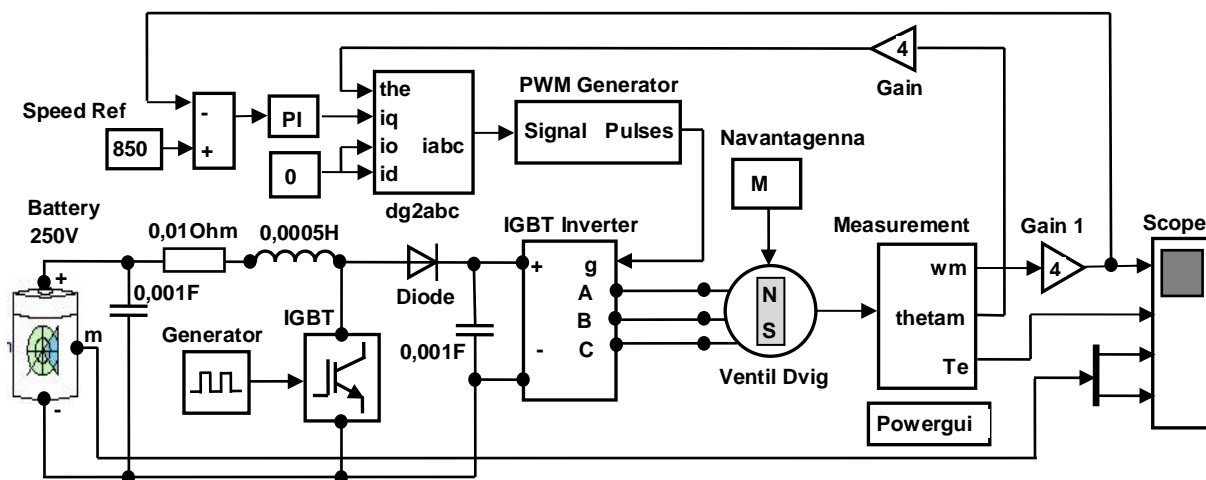 4
Gain
the
iq
io
id
iabc
dg2abc
PWM Generator
Signal Pulses
Speed Ref
850
-
+
PI
0
Navantagenna
M
Battery
250V
0,01Ohm
0,0005H
IGBT Inverter
Measurement
Gain 1
Scope
+
0,001F
m
-
Generator
IGBT
Diode
0,001F
+
-
g
A
B
C
N
S
Ventil Dvig
wm
thetam
Te
4
Powergui